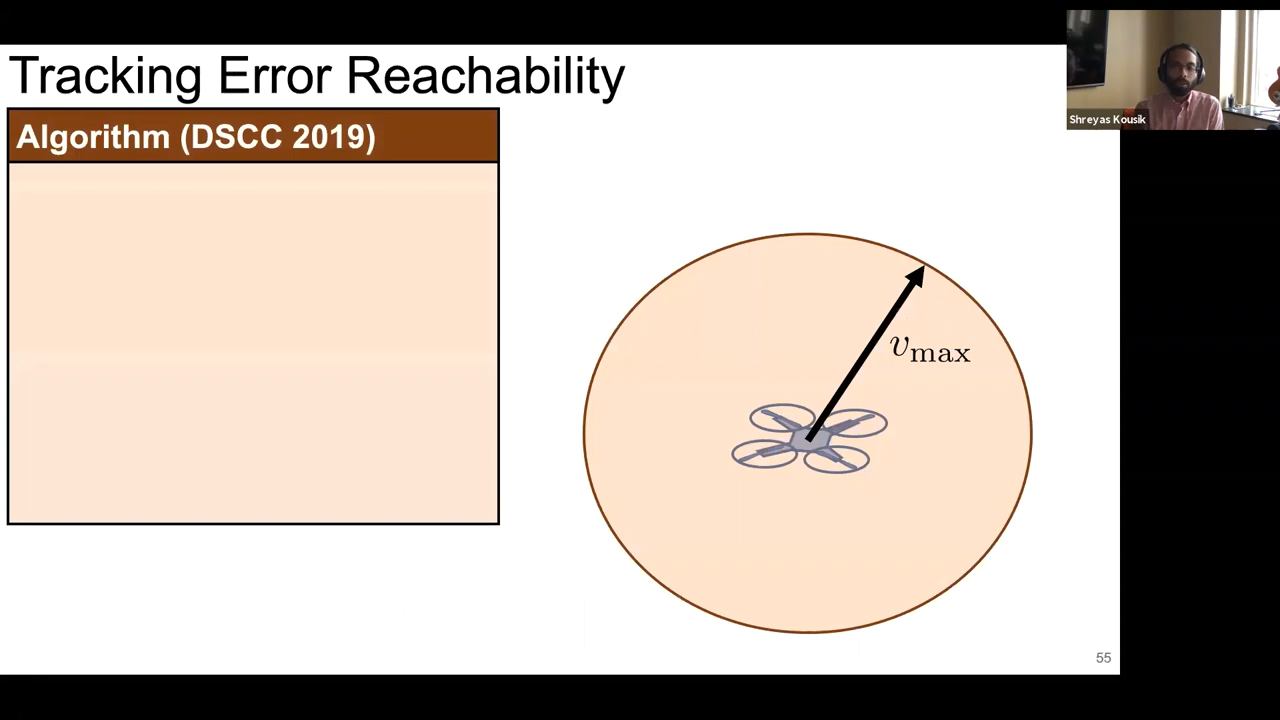 Tracking Error Reachability
Algorithm (DSCC 2019)
v_max
55
Shreyas Kousik